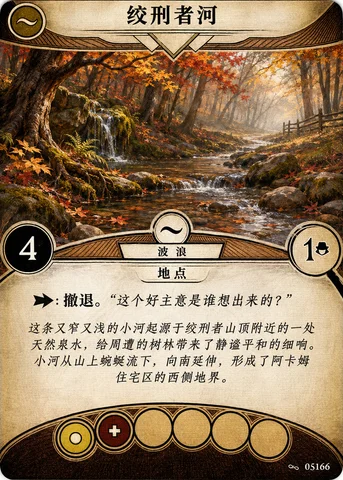 绞刑者河
4
波浪
1
地点
：撤退。“这个好主意是谁想出来的？”
这条又窄又浅的小河起源于绞刑者山顶附近的一处
天然泉水，给周遭的树林带来了静谧平和的细响。
小河从山上蜿蜒流下，向南延伸，形成了阿卡姆
住宅区的西侧地界。
05166